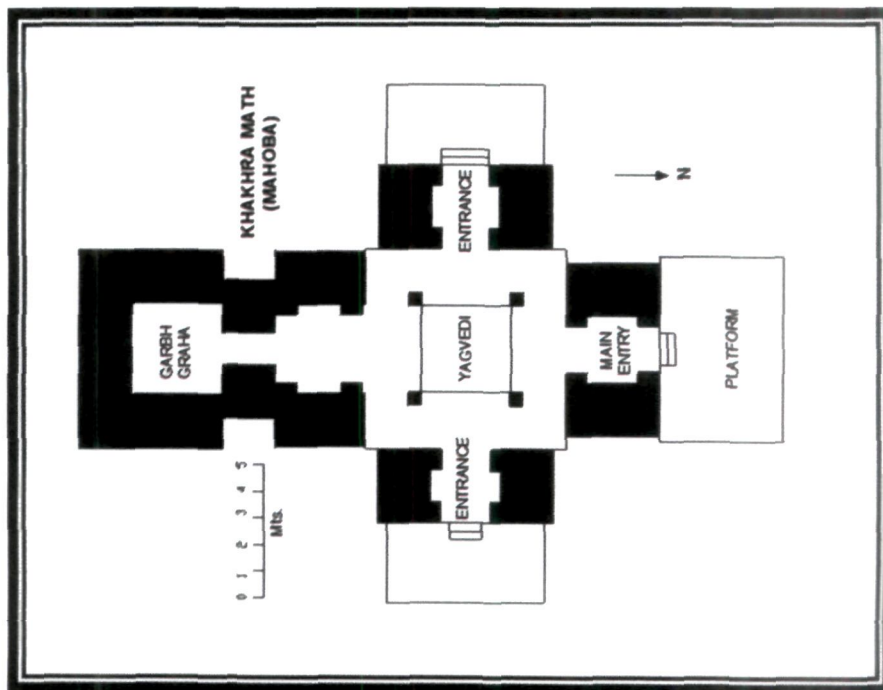 KHAKHRA MATH
(MAHOBA)
GARBH
GRAHA
ENTRANCE
YAGVEDI
ENTRANCE
MAIN
ENTRY
PLATFORM
N
0 1 2 3 4 5
Mts.